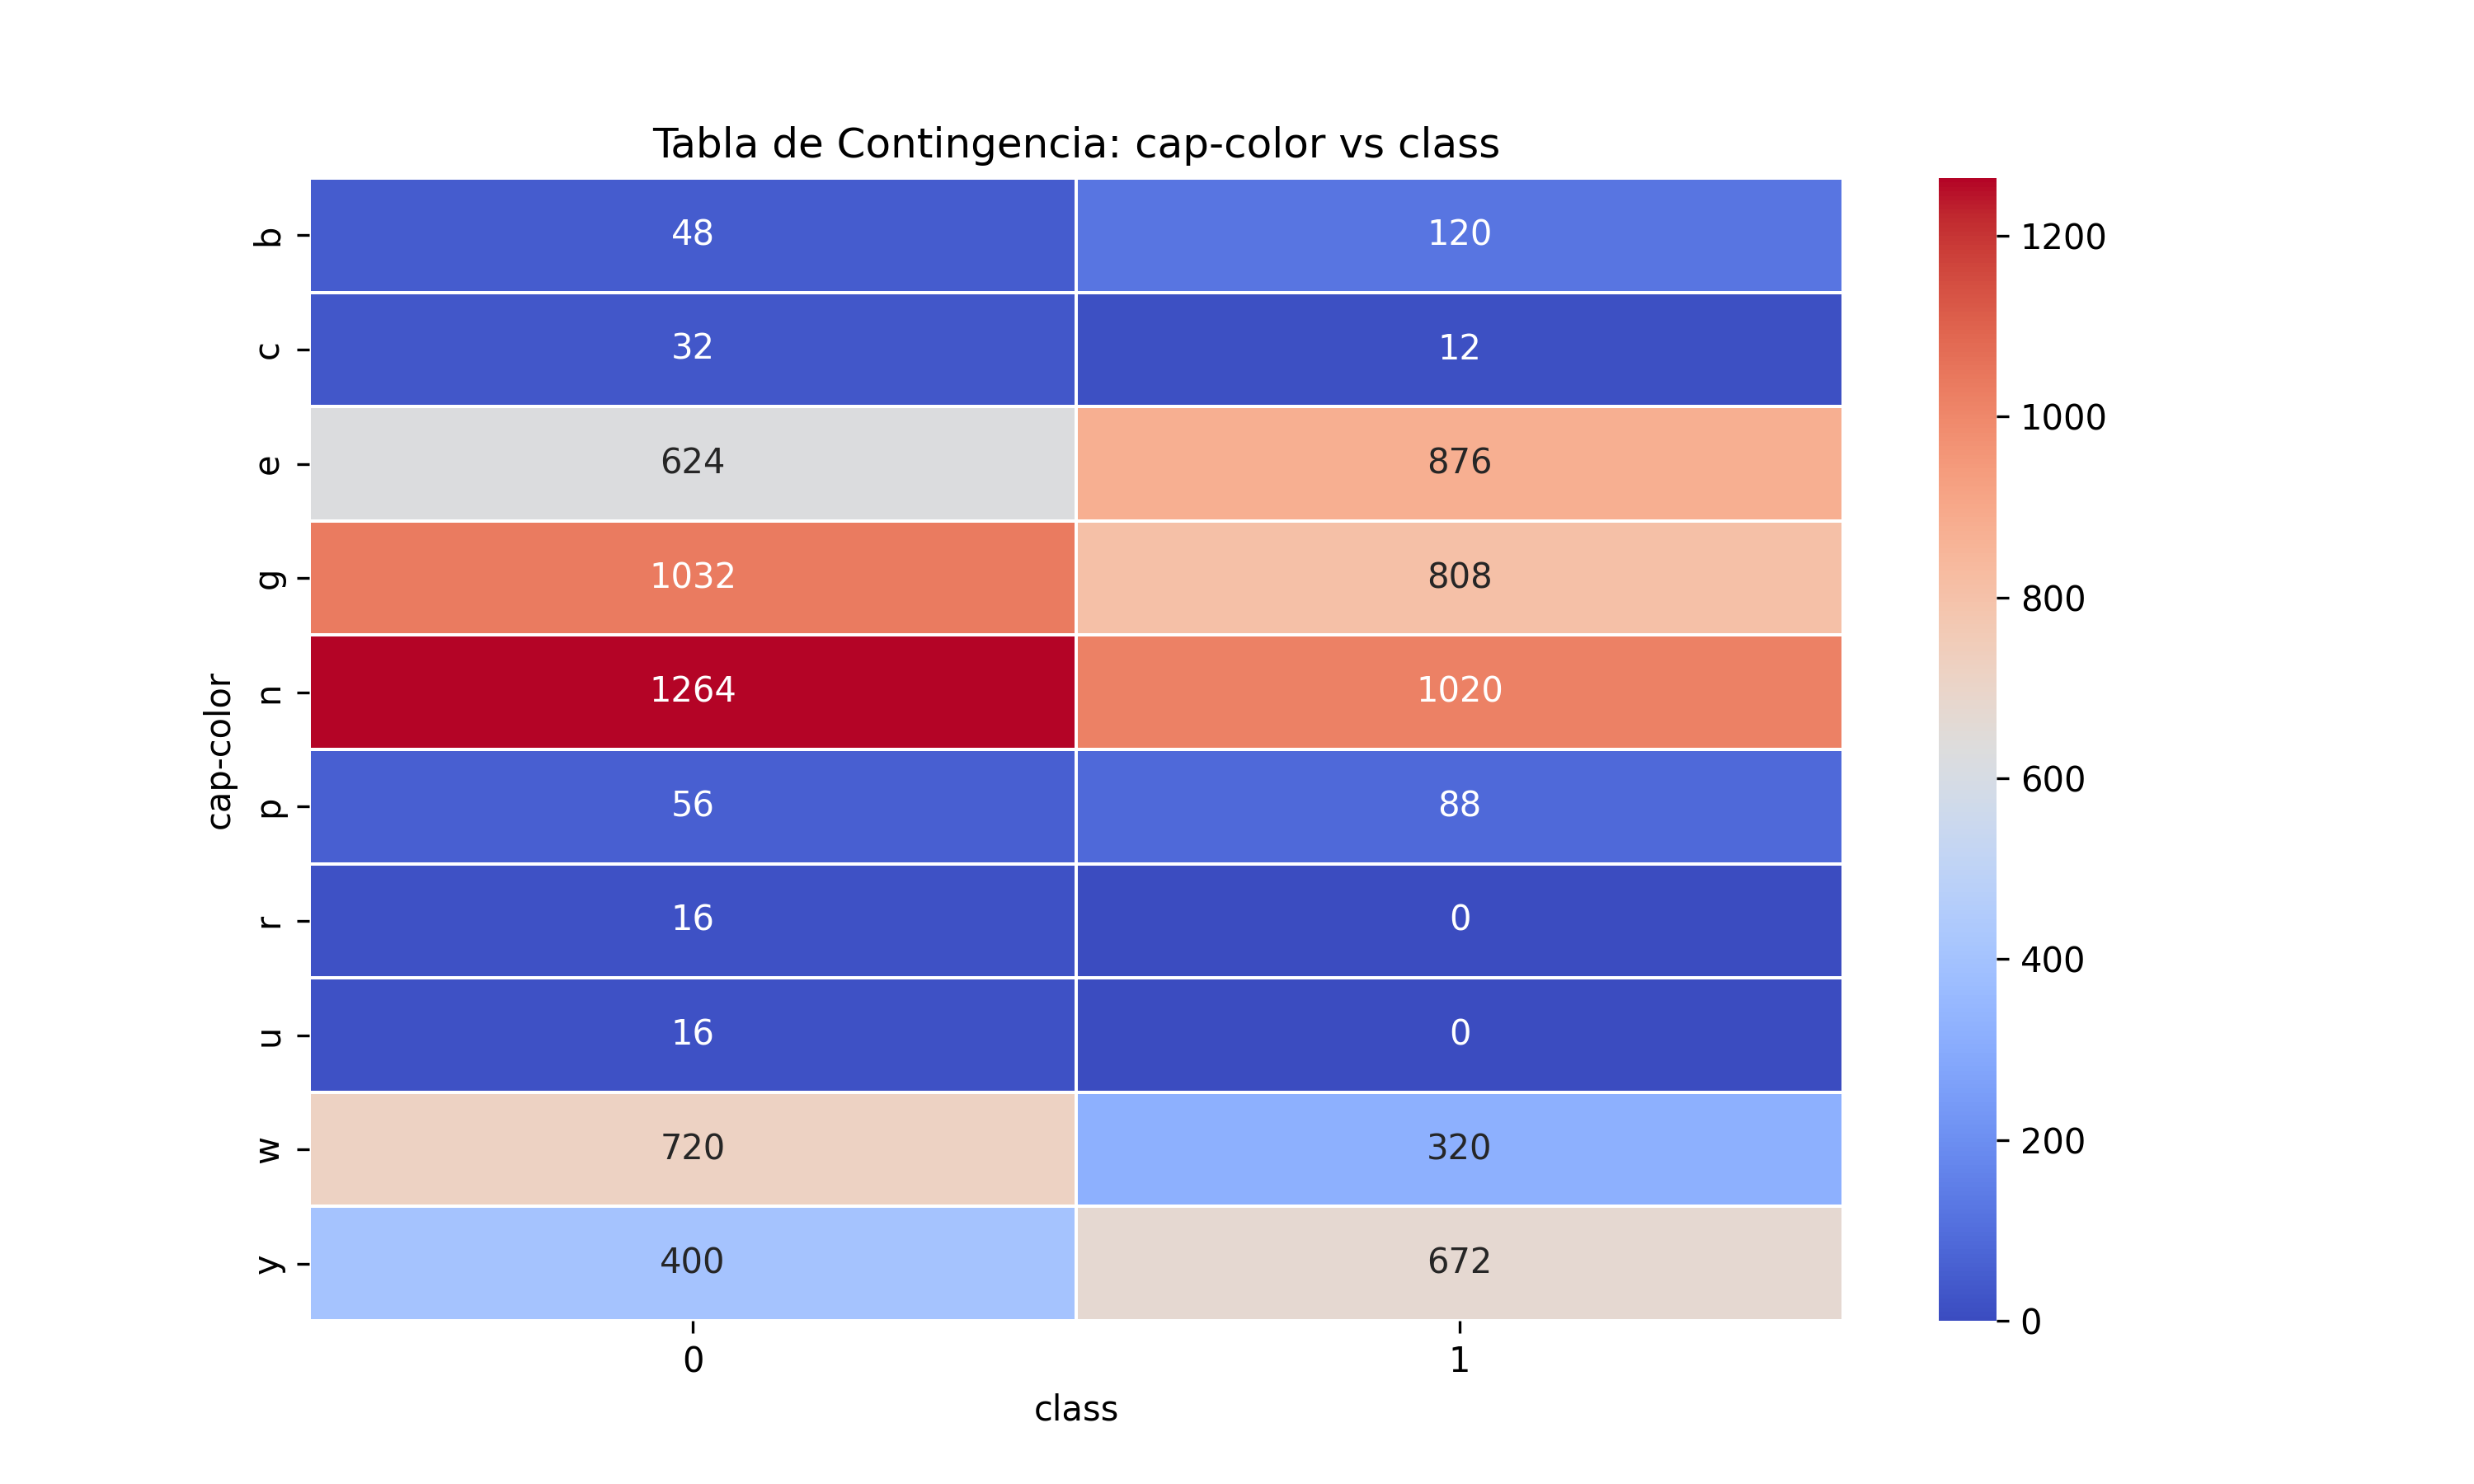 Tabla de Contingencia: cap-color vs class
cap-color
b 48 120
c 32 12
e 624 876
g 1032 808
n 1264 1020
p 56 88
r 16 0
u 16 0
w 720 320
y 400 672
0 1
class
1200
1000
800
600
400
200
0